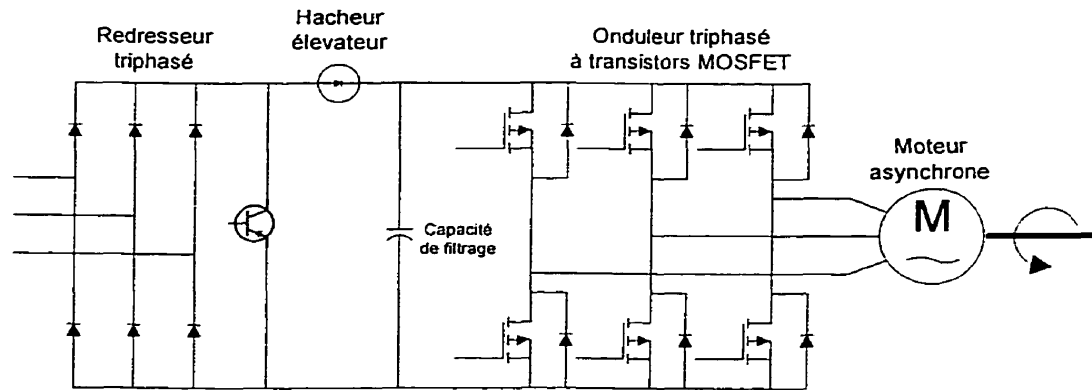 Redresseur
triphasé
Hacheur
élevateur
Onduleur triphasé
à transistors MOSFET
Capacité
de filtrage
Moteur
asynchrone
M